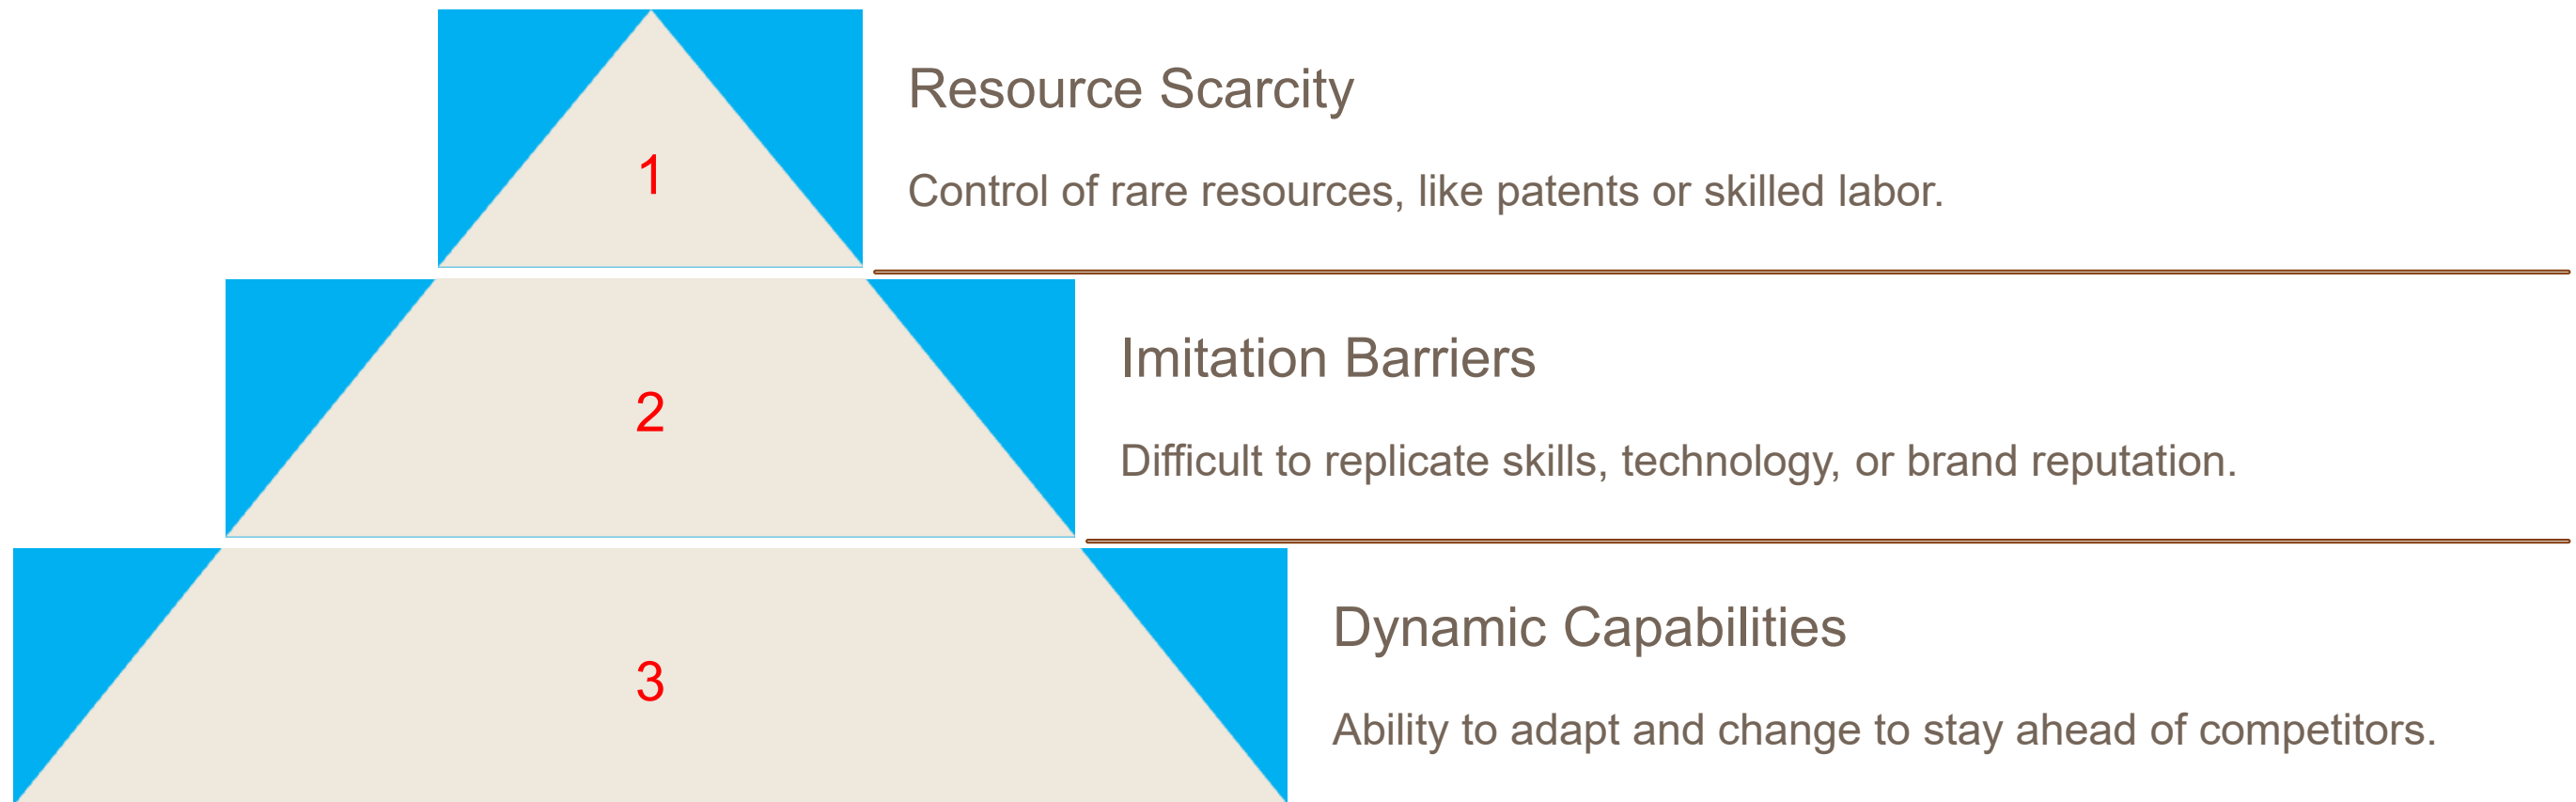 1
Resource Scarcity
Control of rare resources, like patents or skilled labor.
2
Imitation Barriers
Difficult to replicate skills, technology, or brand reputation.
3
Dynamic Capabilities
Ability to adapt and change to stay ahead of competitors.